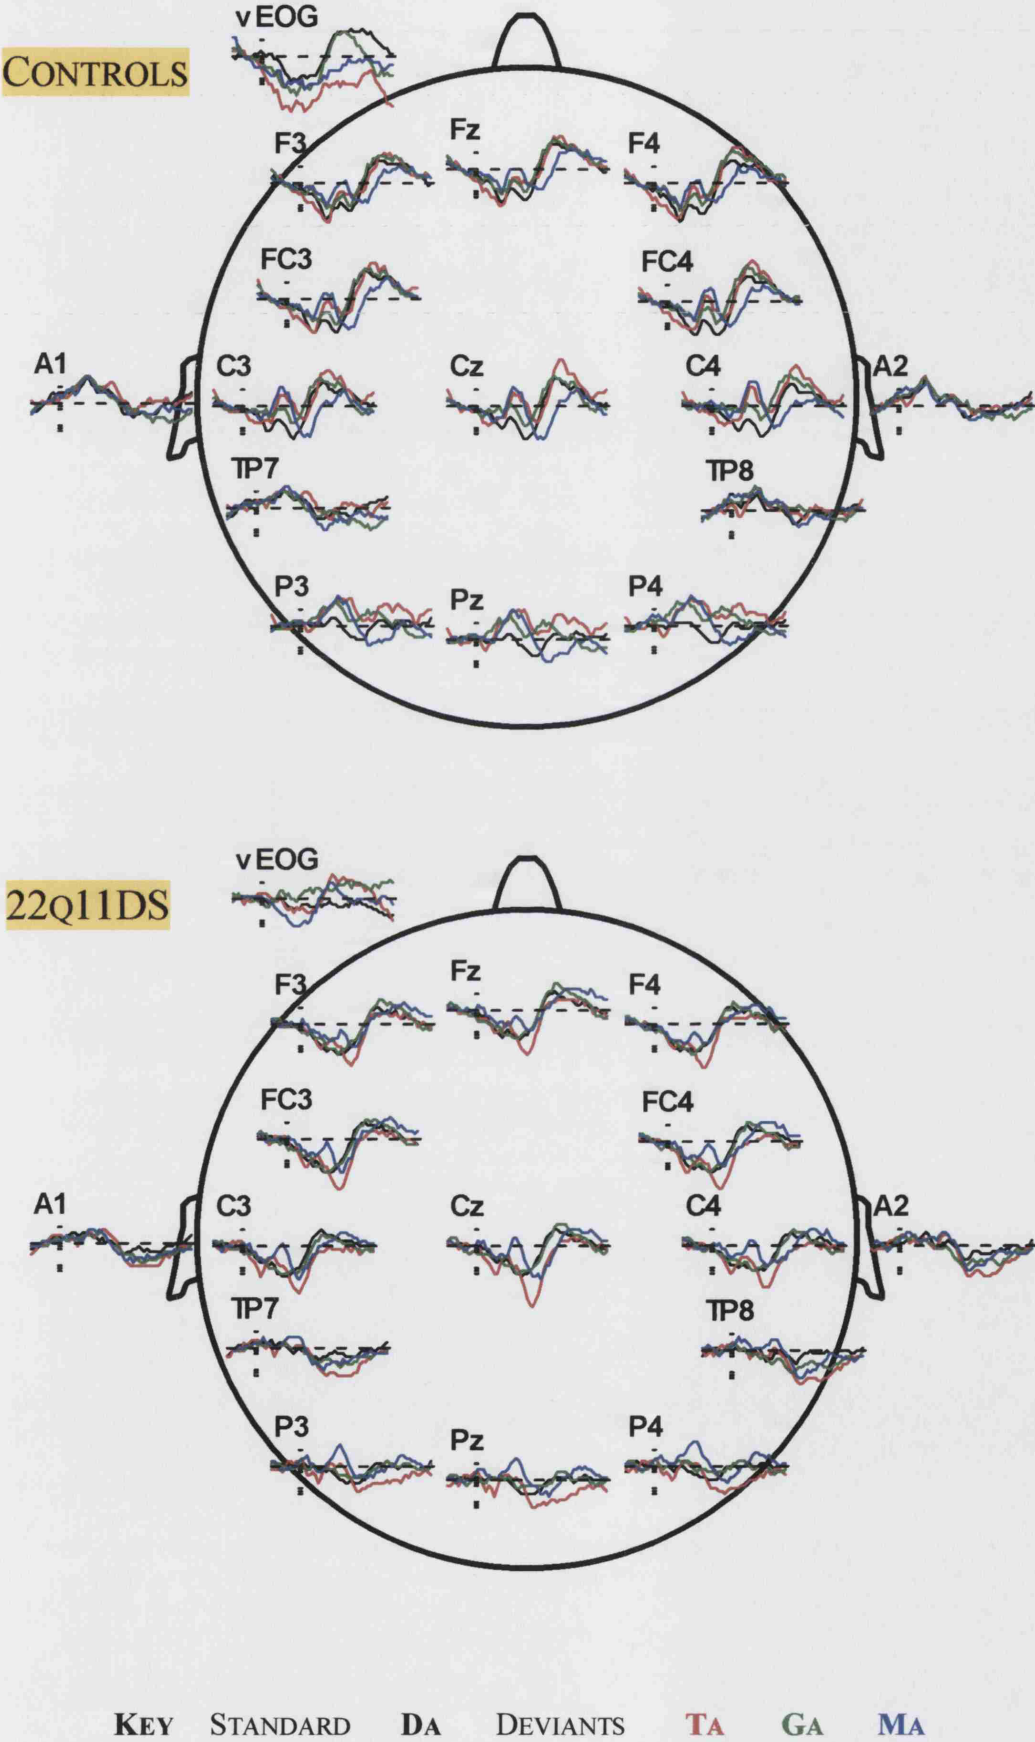 vEOG
CONTROLS
F3 Fz F4
FC3 FC4
A1 C3 Cz C4 A2
TP7 TP8
P3 Pz P4
vEOG
22Q11DS
F3 Fz F4
FC3 FC4
A1 C3 Cz C4 A2
TP7 TP8
P3 Pz P4
KEY STANDARD DA DEVIANTS TA GA MA